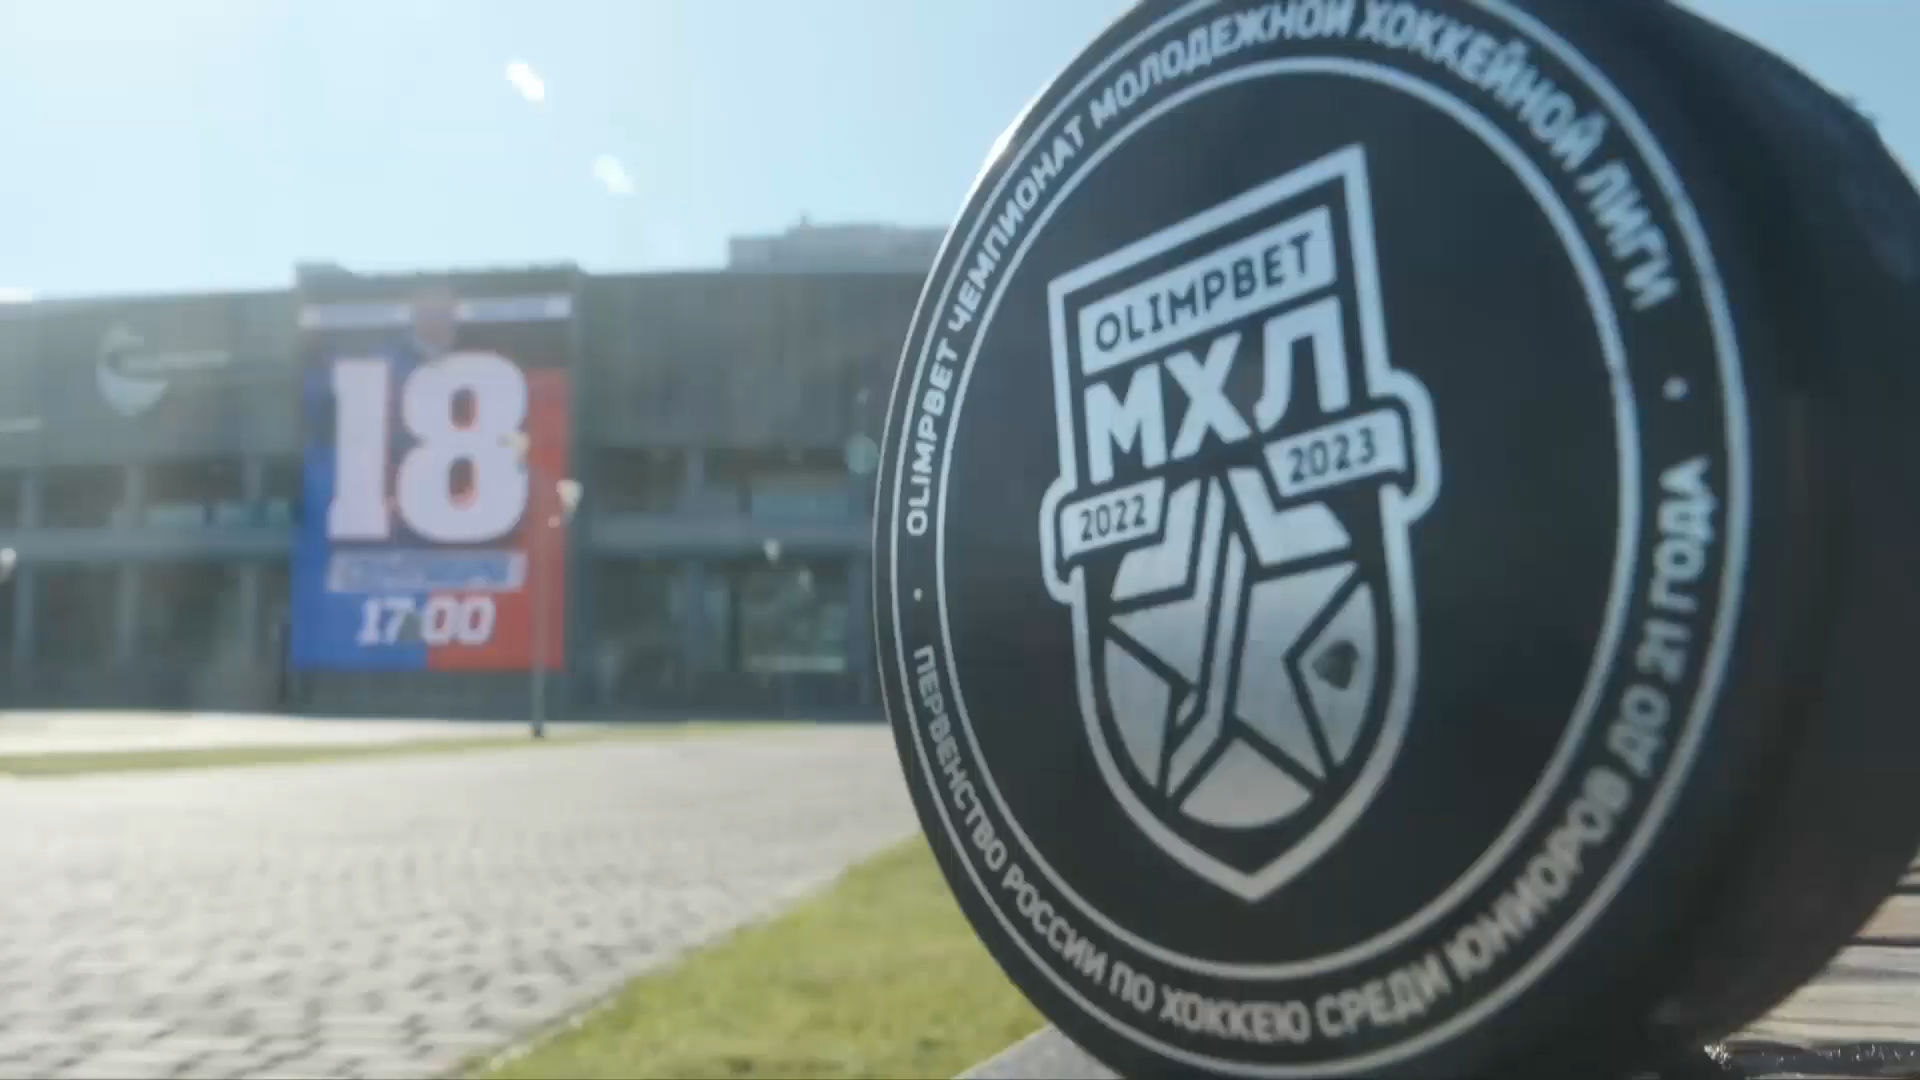 OLIMPBET ЧЕМПИОНАТ МОЛОДЕЖНОЙ ХОККЕЙНОЙ ЛИГИ
ПЕРВЕНСТВО РОССИИ ПО ХОККЕЮ СРЕДИ ЮНИОРОВ ДО 21 ГОДА
OLIMPBET
МХЛ
2022
2023
18
17:00